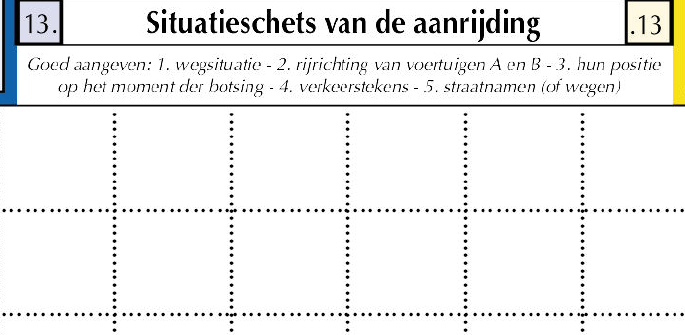 13. Situatieschets van de aanrijding .13
Goed aangeven: 1. wegsituatie - 2. rijrichting van voertuigen A en B - 3. hun positie
op het moment der botsing - 4. verkeerstekens - 5. straatnamen (of wegen)